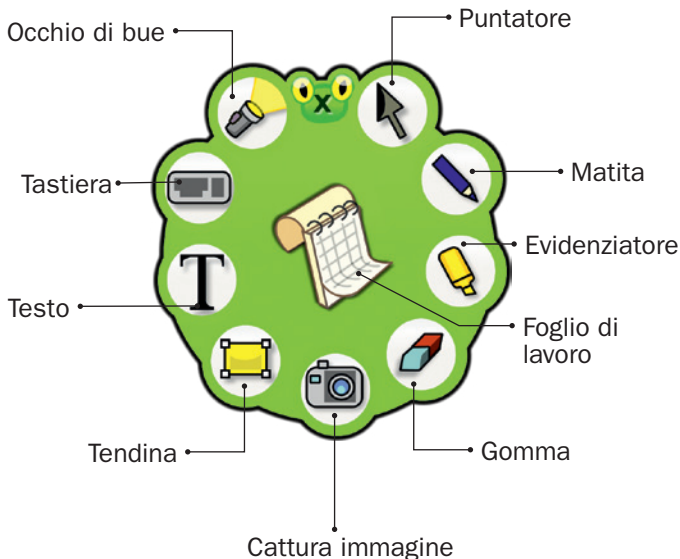 Occhio di bue
Puntatore
X
Tastiera
Matita
Evidenziatore
T
Testo
Foglio di
lavoro
Tendina
Gomma
Cattura immagine